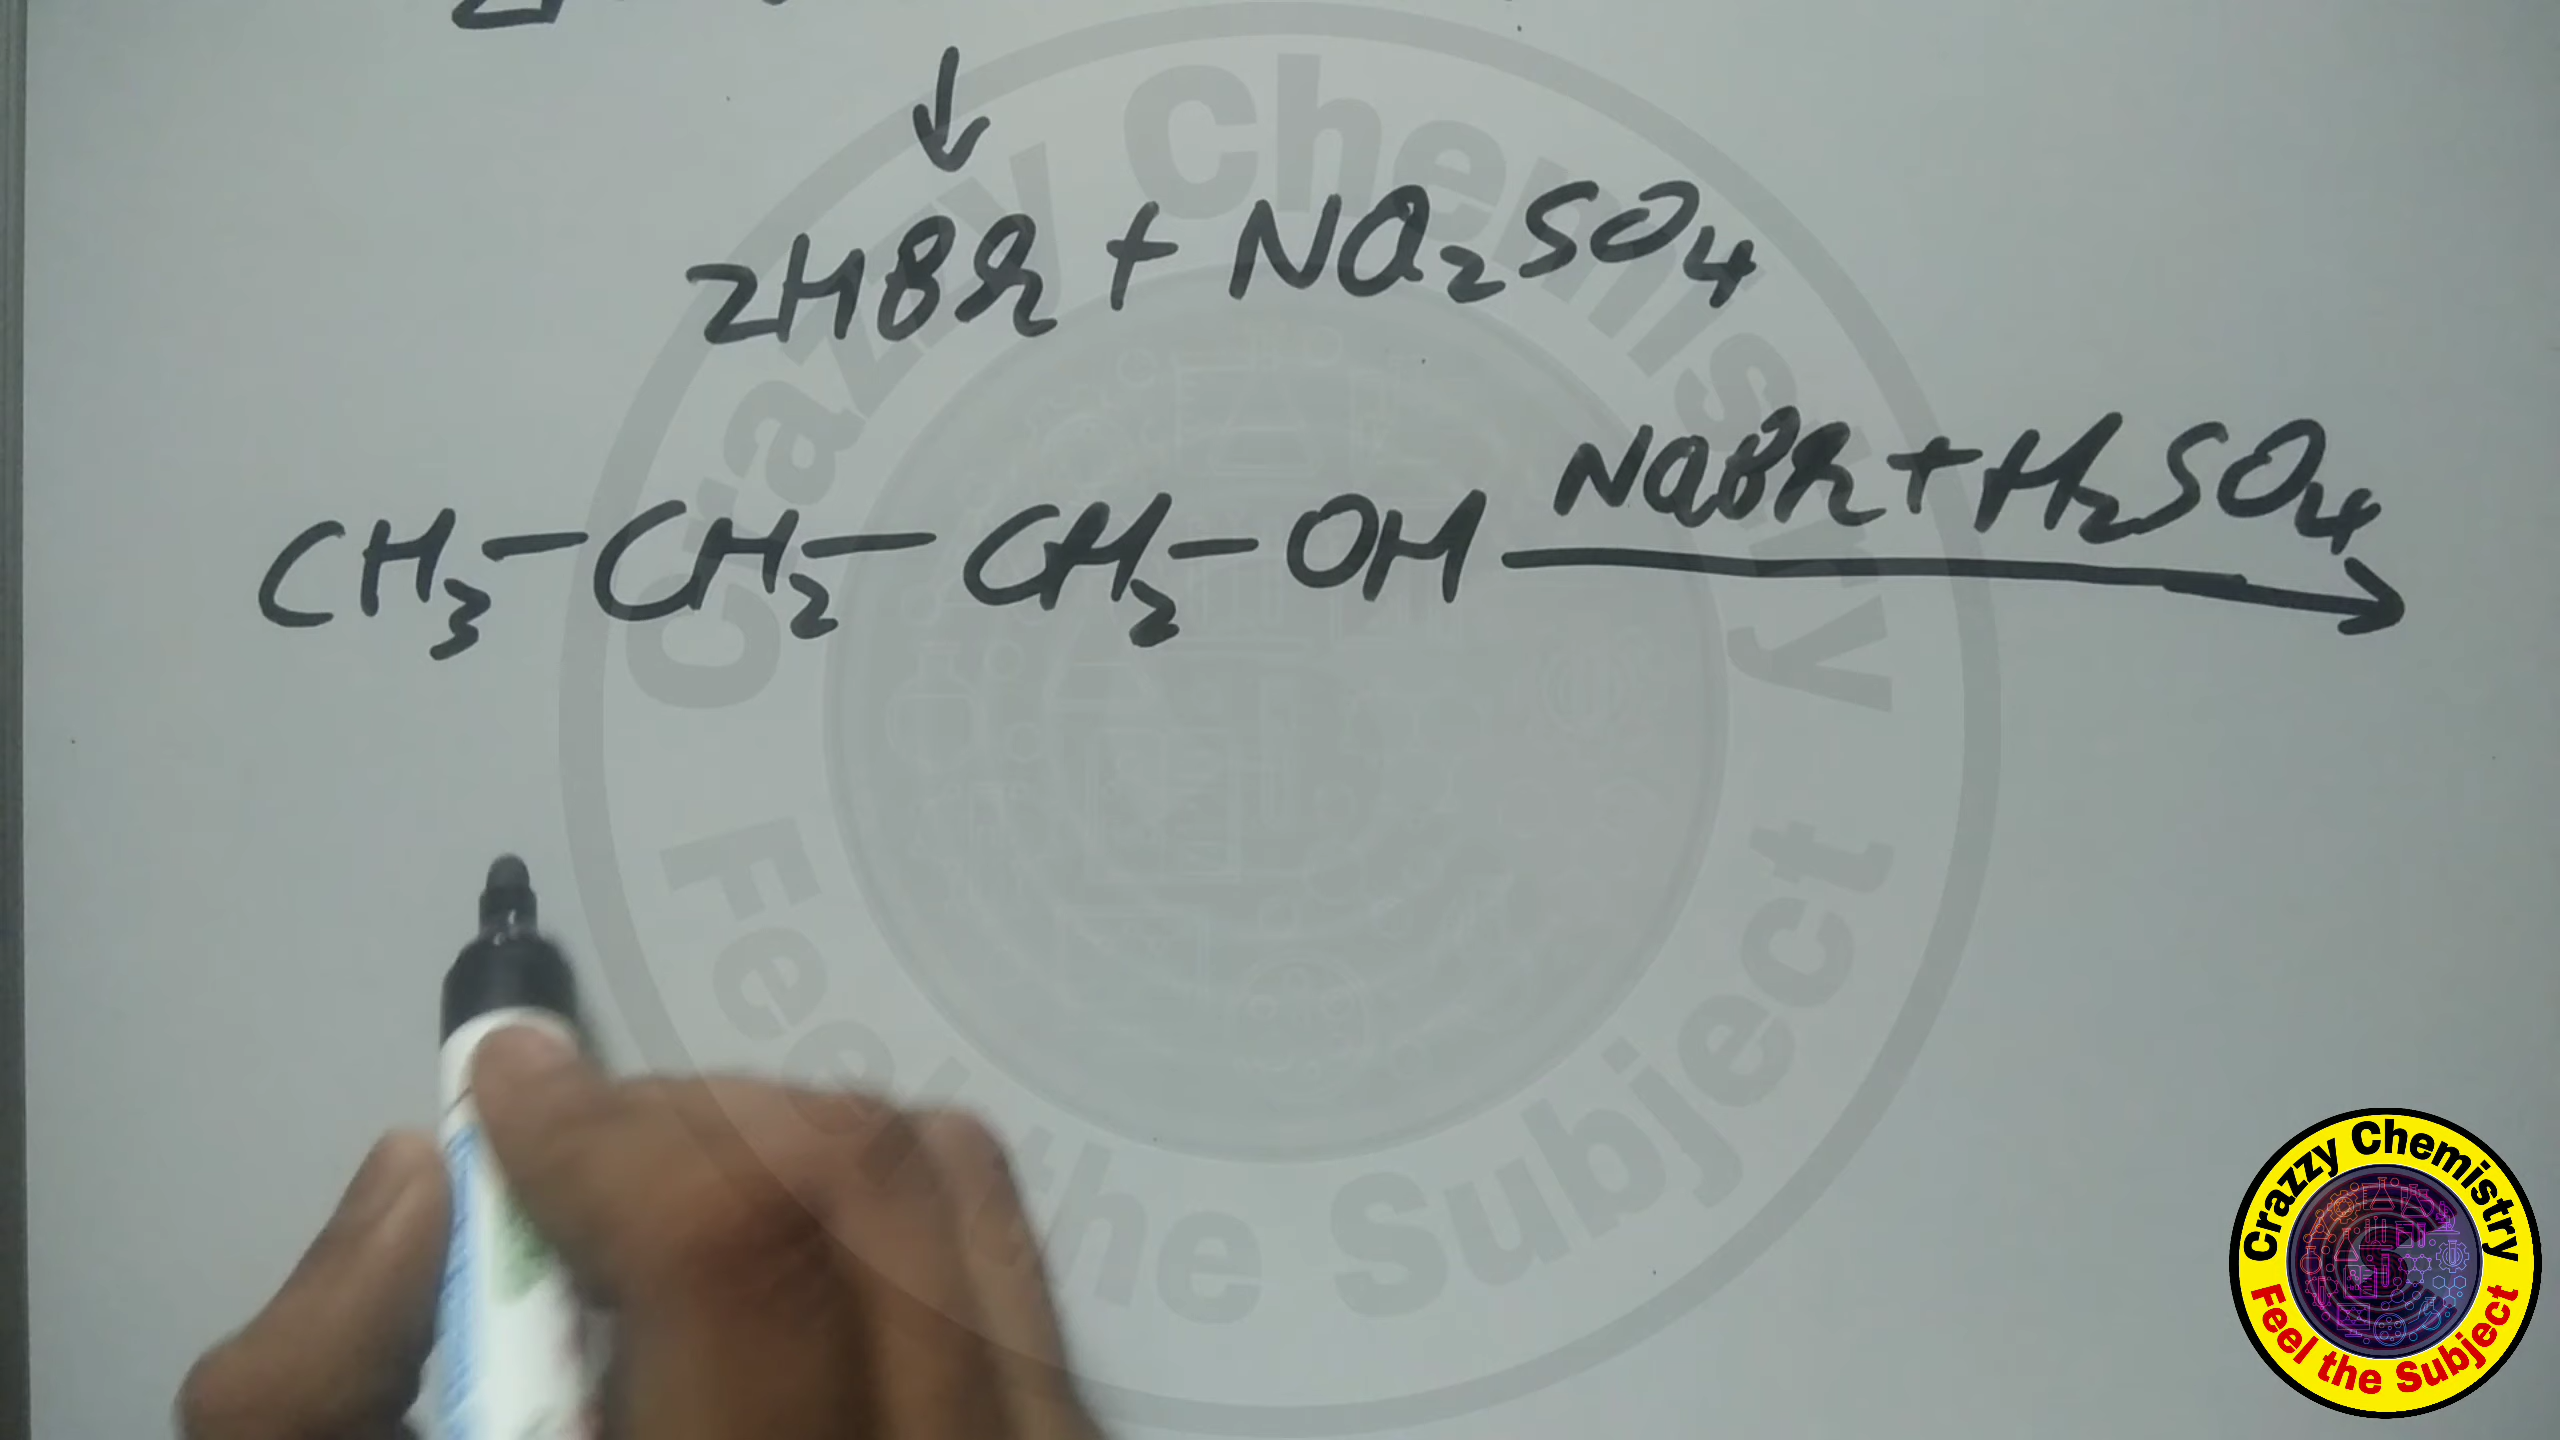 ↓
2HBr + Na₂SO₄
NaBr + H₂SO₄
CH₃-CH₂-CH₂-OH →
Crazzy Chemistry
Feel the Subject
Crazzy Chemistry
Feel the Subject